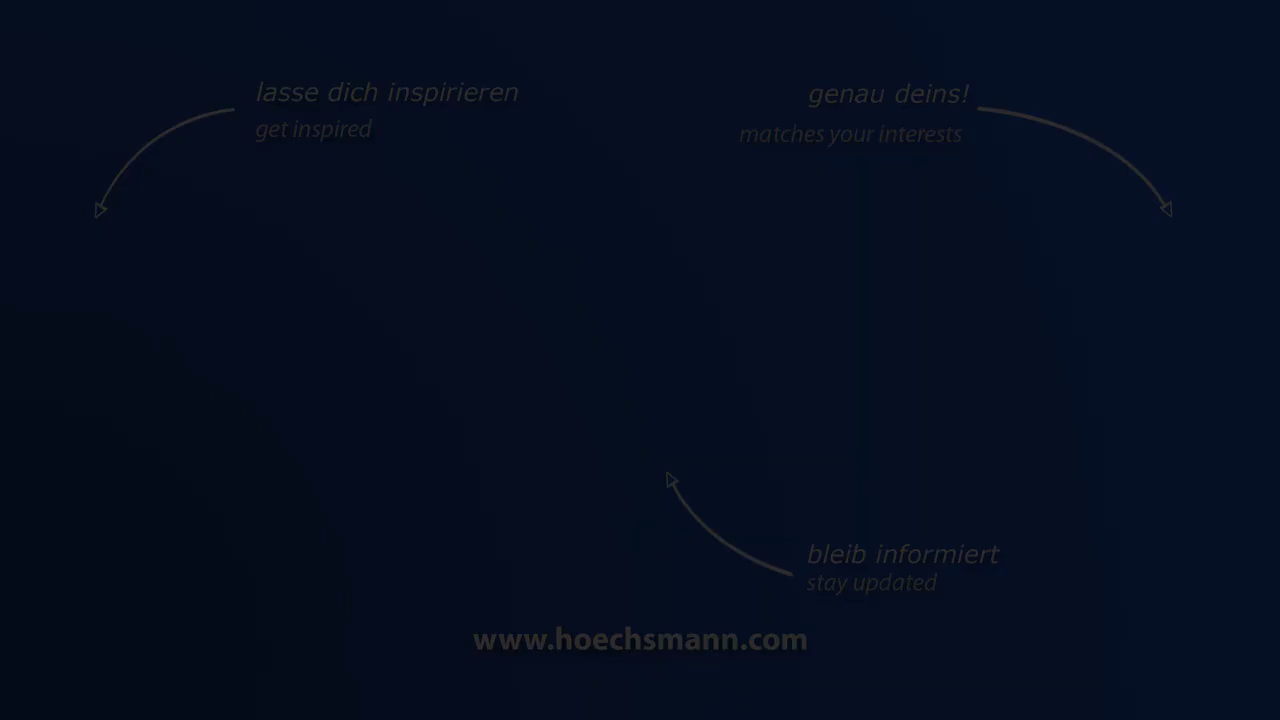 lasse dich inspirieren
get inspired
genau deins!
matches your interests
bleib informiert
stay updated
www.hoechsmann.com